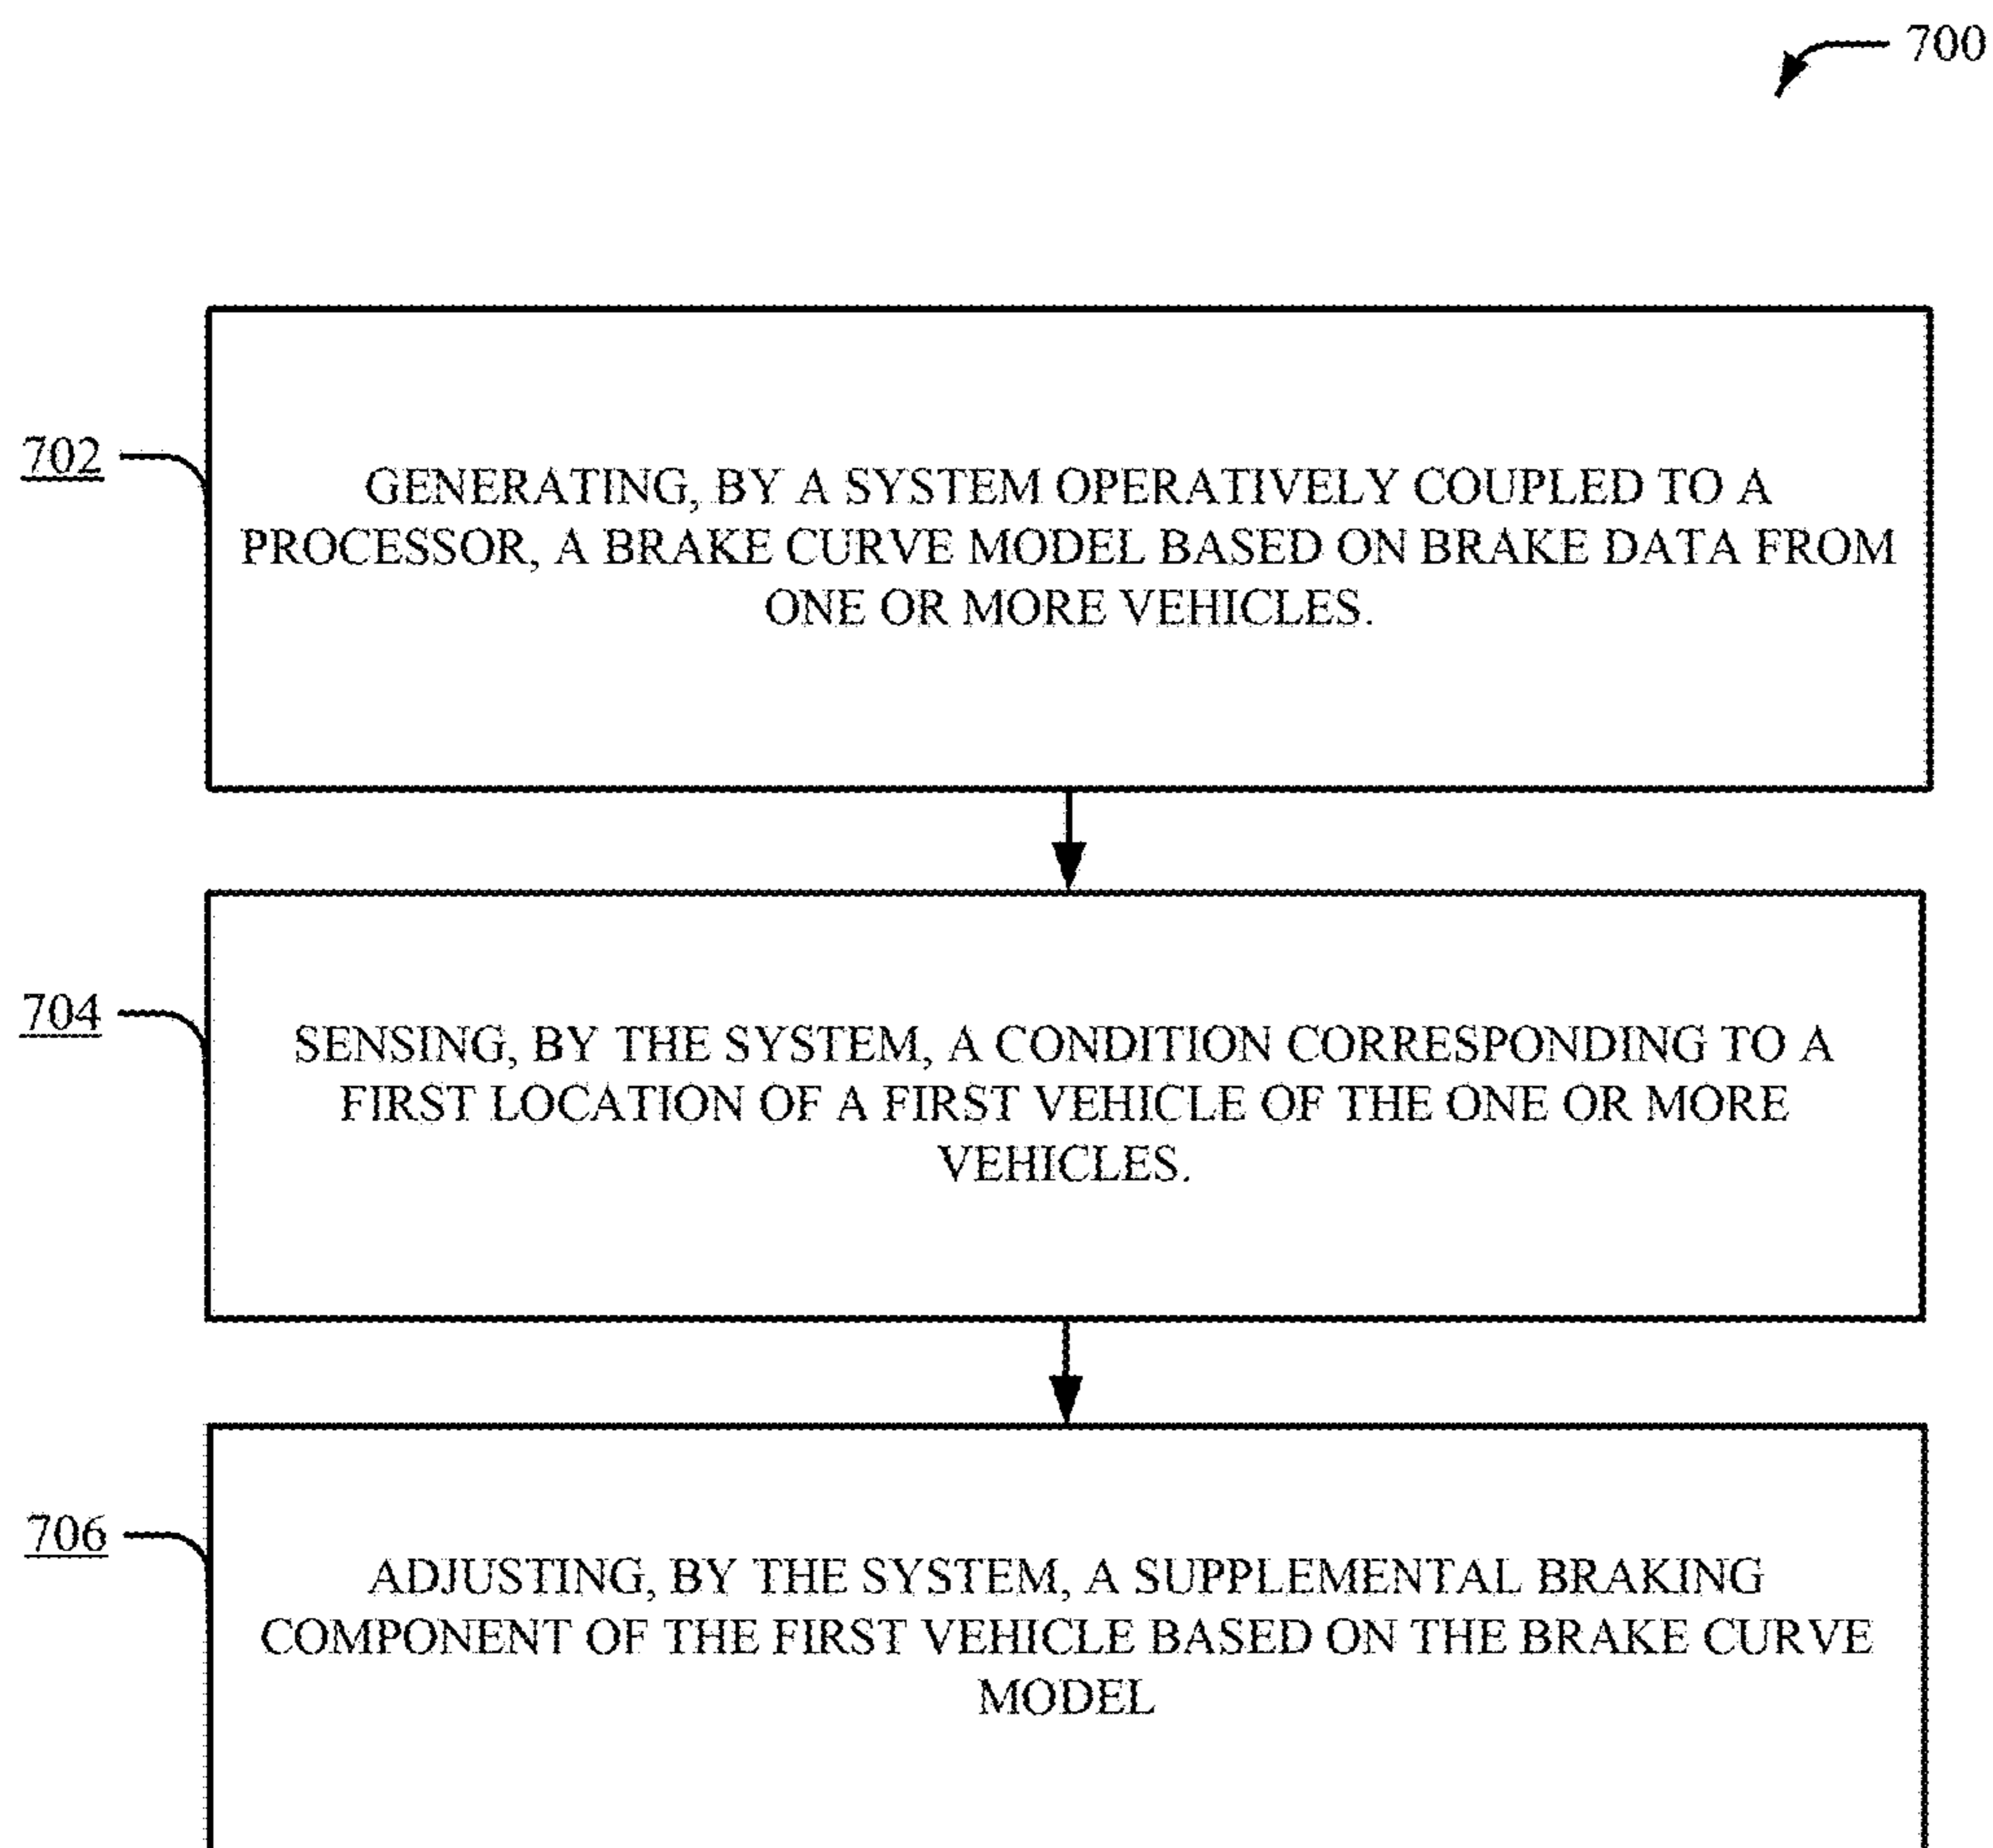 700
702
GENERATING, BY A SYSTEM OPERATIVELY COUPLED TO A
PROCESSOR, A BRAKE CURVE MODEL BASED ON BRAKE DATA FROM
ONE OR MORE VEHICLES.
704
SENSING, BY THE SYSTEM, A CONDITION CORRESPONDING TO A
FIRST LOCATION OF A FIRST VEHICLE OF THE ONE OR MORE
VEHICLES.
706
ADJUSTING, BY THE SYSTEM, A SUPPLEMENTAL BRAKING
COMPONENT OF THE FIRST VEHICLE BASED ON THE BRAKE CURVE
MODEL